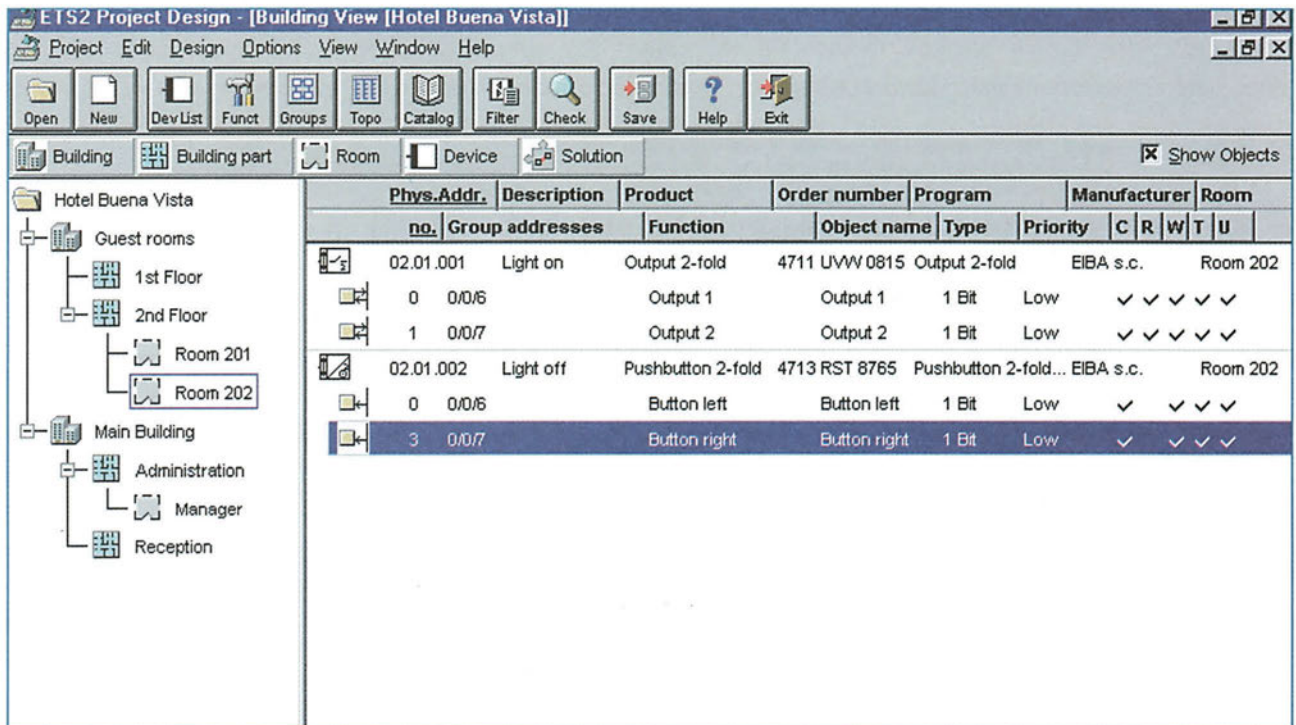 ETS2 Project Design - [Building View [Hotel Buena Vista]]
Project Edit Design Options View Window Help
Open New Dev List Funct Groups Topo Catalog Filter Check Save Help Exit
Building Building part Room Device Solution Show Objects
Hotel Buena Vista
Guest rooms
1st Floor
2nd Floor
Room 201
Room 202
Main Building
Administration
Manager
Reception
Phys.Addr. Description Product Order number Program Manufacturer Room
no. Group addresses Function Object name Type Priority C R W T U
02.01.001 Light on Output 2-fold 4711 UVW 0815 Output 2-fold EIBA s.c. Room 202
0 0/0/6 Output 1 Output 1 1 Bit Low ✓ ✓ ✓ ✓ ✓
1 0/0/7 Output 2 Output 2 1 Bit Low ✓ ✓ ✓ ✓ ✓
02.01.002 Light off Pushbutton 2-fold 4713 RST 8765 Pushbutton 2-fold... EIBA s.c. Room 202
0 0/0/6 Button left Button left 1 Bit Low ✓ ✓ ✓ ✓
3 0/0/7 Button right Button right 1 Bit Low ✓ ✓ ✓ ✓